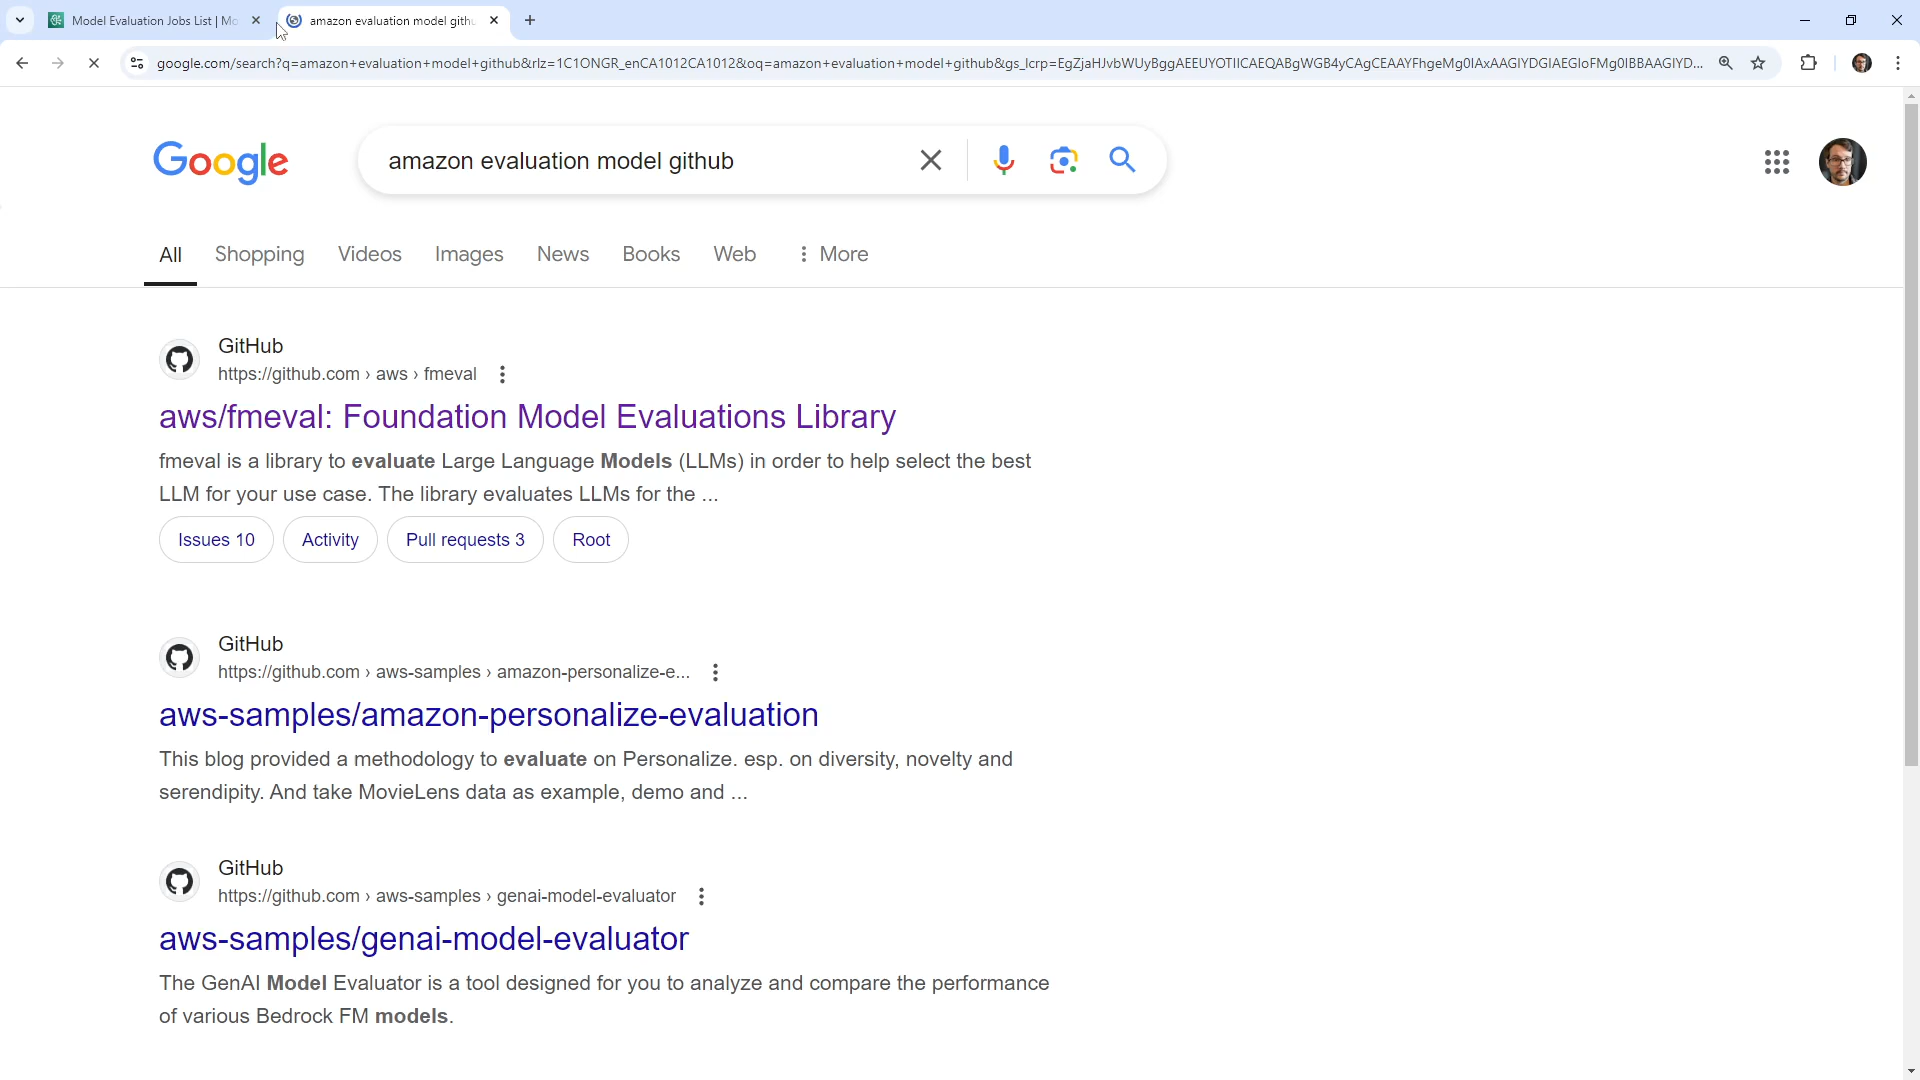 Model Evaluation Jobs List | Mo
amazon evaluation model gith
google.com/search?q=amazon+evaluation+model+github&rlz=1C1ONGR_enCA1012CA1012&oq=amazon+evaluation+model+github&gs_lcrp=EgZjaHJvbWUyBggAEEUYOTIICAEQABgWGB4yCAgCEAAYFhgeMg0IAxAAGIYDGIAEGIoFMg0IBBAAGIYD...
Google
amazon evaluation model github
All
Shopping
Videos
Images
News
Books
Web
More
GitHub
https://github.com › aws › fmeval
aws/fmeval: Foundation Model Evaluations Library
fmeval is a library to evaluate Large Language Models (LLMs) in order to help select the best
LLM for your use case. The library evaluates LLMs for the ...
Issues 10
Activity
Pull requests 3
Root
GitHub
https://github.com › aws-samples › amazon-personalize-e...
aws-samples/amazon-personalize-evaluation
This blog provided a methodology to evaluate on Personalize. esp. on diversity, novelty and
serendipity. And take MovieLens data as example, demo and ...
GitHub
https://github.com › aws-samples › genai-model-evaluator
aws-samples/genai-model-evaluator
The GenAI Model Evaluator is a tool designed for you to analyze and compare the performance
of various Bedrock FM models.